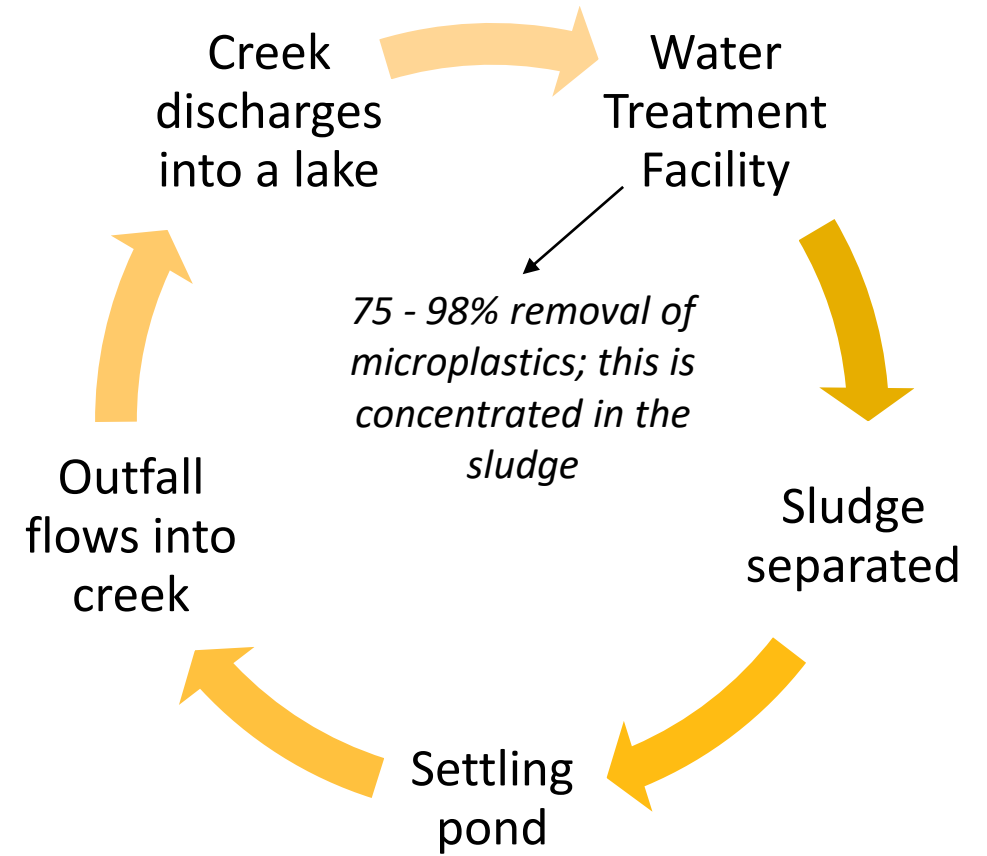 Creek
discharges
into a lake
Water
Treatment
Facility
75 - 98% removal of
microplastics; this is
concentrated in the
sludge
Sludge
separated
Settling
pond
Outfall
flows into
creek